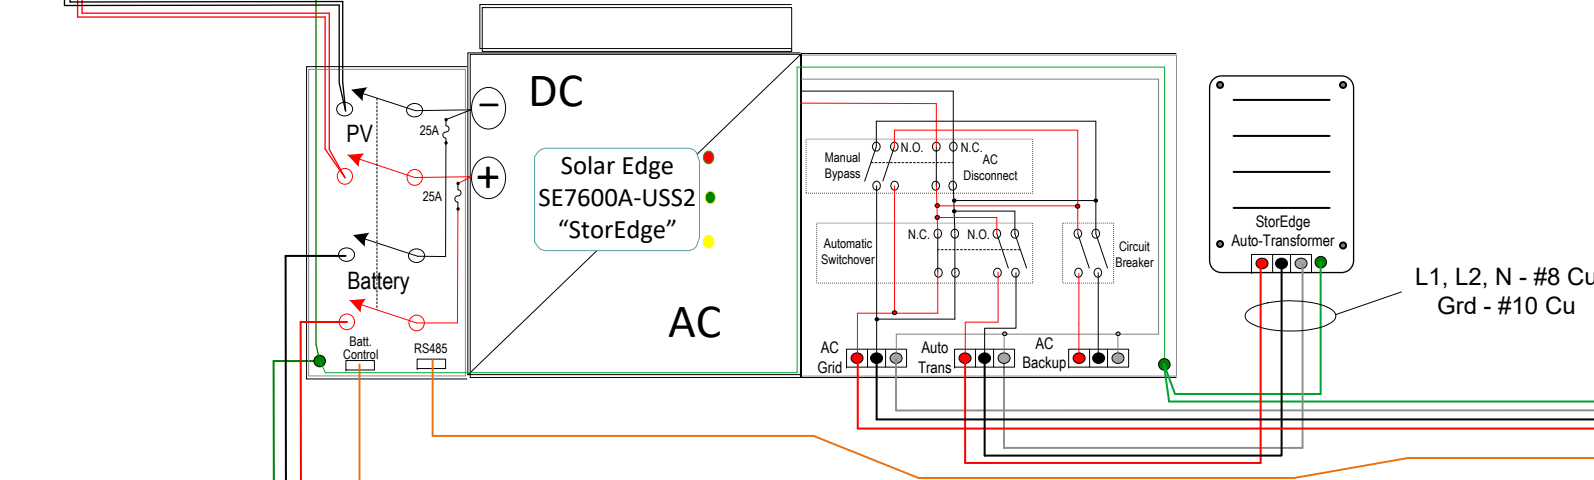 DC
−
25A
PV
+
25A
Solar Edge
SE7600A-USS2
“StorEdge”
Battery
AC
Batt.
Control
RS485
Manual
Bypass
N.O.
N.C.
AC
Disconnect
Automatic
Switchover
N.C.
N.O.
Circuit
Breaker
AC
Grid
Auto
Trans
AC
Backup
StorEdge
Auto-Transformer
L1, L2, N - #8 Cu
Grd - #10 Cu